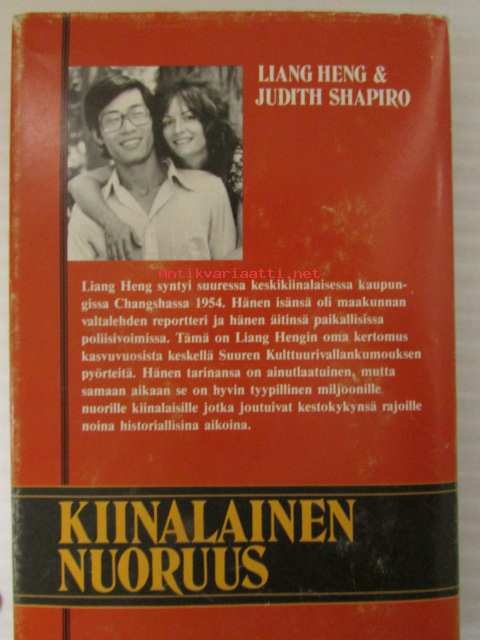 LIANG HENG &
JUDITH SHAPIRO
Antikvariaatti.net
Liang Heng syntyi suuressa keskikiinalaisessa kaupun-
gissa Changshassa 1954. Hänen isänsä oli maakunnan
valtalehden reportteri ja hänen äitinsä paikallisissa
poliisivoimissa. Tämä on Liang Hengin oma kertomus
kasvuvuosista keskellä Suuren Kulttuurivallankumouksen
pyörteitä. Hänen tarinansa on ainutlaatuinen, mutta
samaan aikaan se on hyvin tyypillinen miljoonille
nuorille kiinalaisille jotka joutuivat kestokykynsä rajoille
noina historiallisina aikoina.
KIINALAINEN
NUORUUS